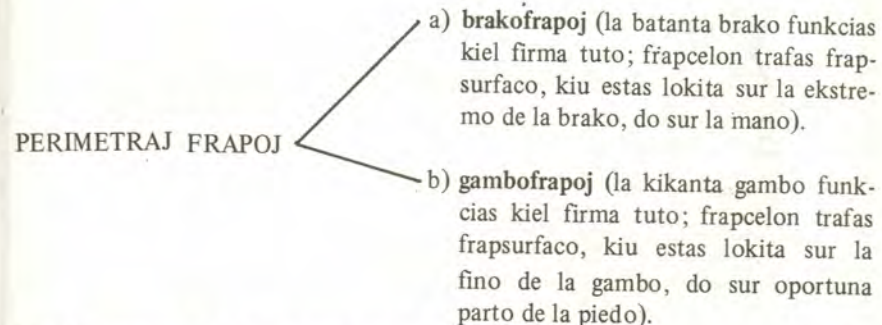 a) brakofrapoj (la batanta brako funkcias
kiel firma tuto; frapcelon trafas frap-
surfaco, kiu estas lokita sur la ekstre-
mo de la brako, do sur la mano).
PERIMETRAJ FRAPOJ
b) gambofrapoj (la kikanta gambo funk-
cias kiel firma tuto; frapcelon trafas
frapsurfaco, kiu estas lokita sur la
fino de la gambo, do sur oportuna
parto de la piedo).